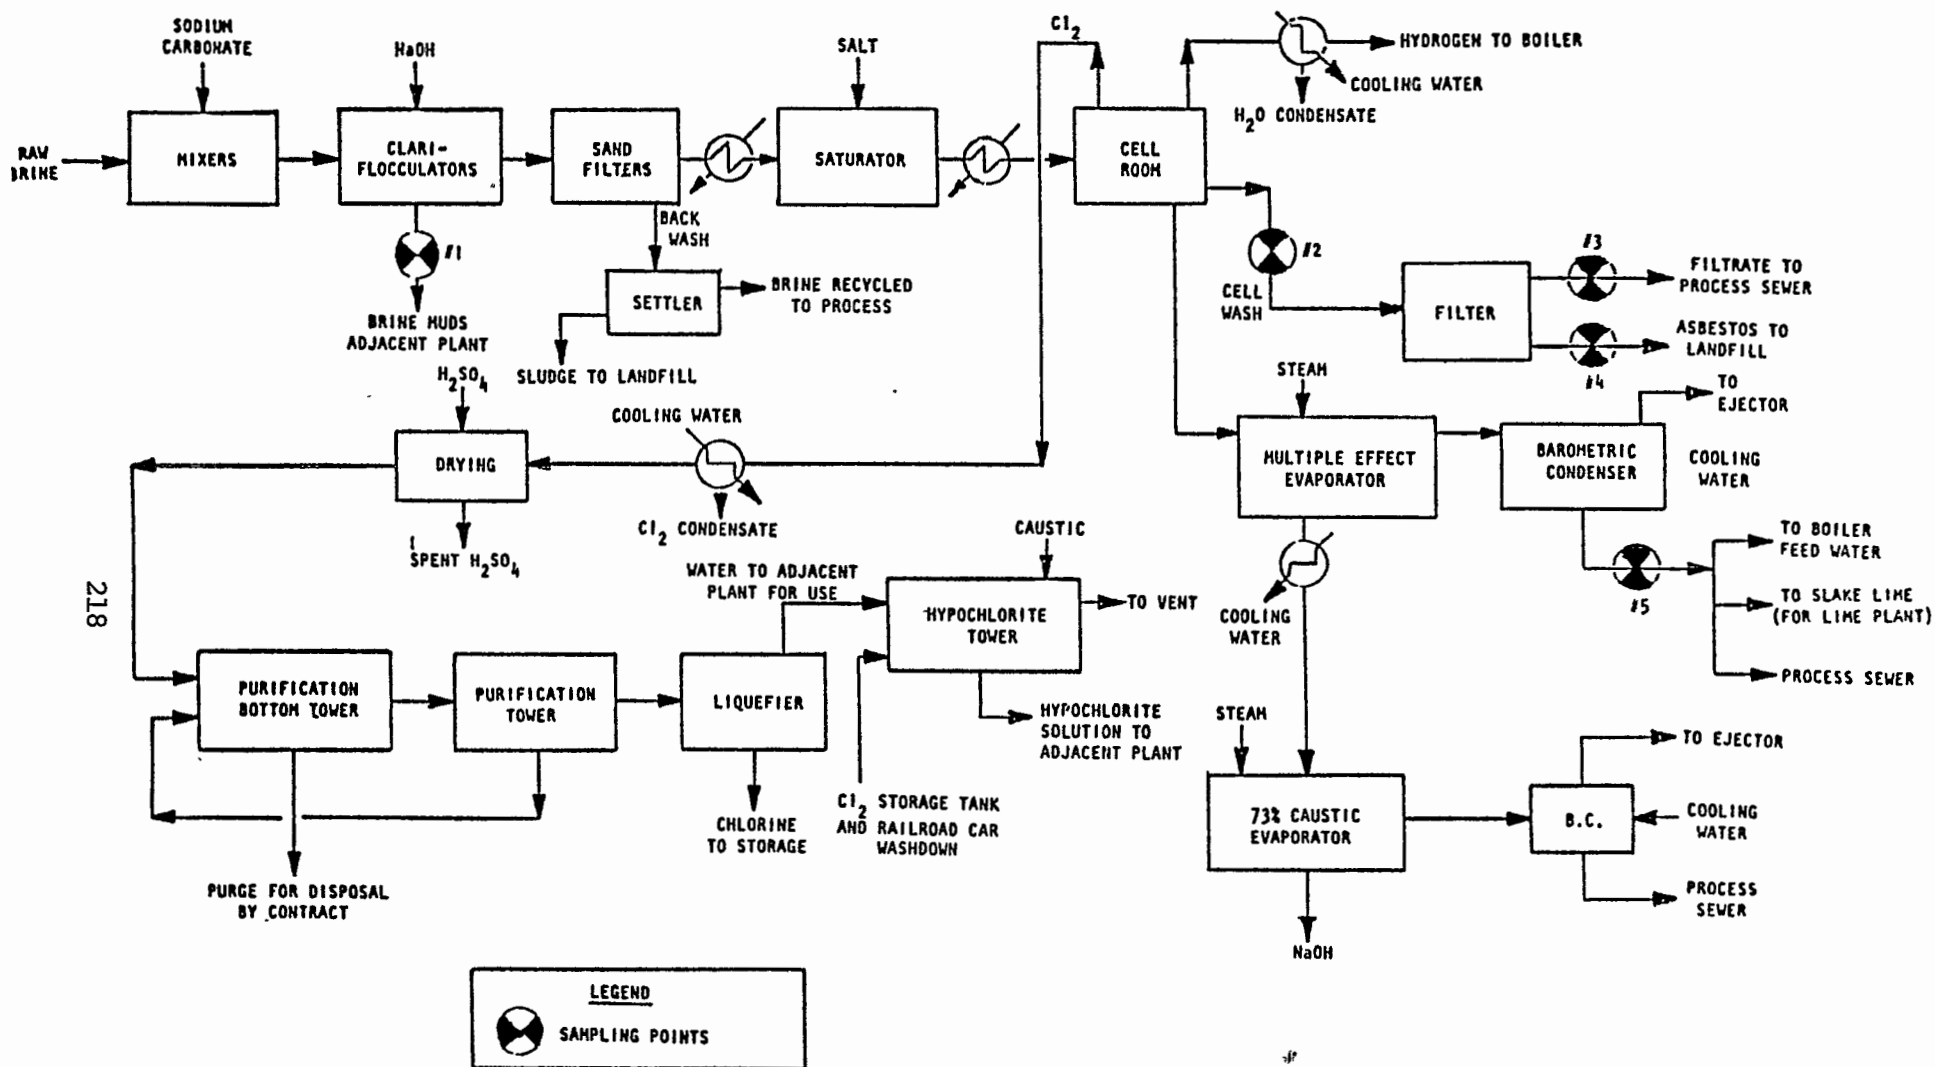 SODIUM
CARBONATE
NaOH
SALT
Cl2
HYDROGEN TO BOILER
COOLING WATER
H2O CONDENSATE
RAW
BRINE
MIXERS
CLARI-
FLOCCULATORS
SAND
FILTERS
SATURATOR
CELL
ROOM
BACK
WASH
#1
BRINE MUDS
ADJACENT PLANT
SETTLER
BRINE RECYCLED
TO PROCESS
SLUDGE TO LANDFILL
#2
CELL
WASH
FILTER
#3
FILTRATE TO
PROCESS SEWER
ASBESTOS TO
LANDFILL
#4
H2SO4
DRYING
SPENT H2SO4
COOLING WATER
Cl2 CONDENSATE
STEAM
MULTIPLE EFFECT
EVAPORATOR
TO
EJECTOR
BAROMETRIC
CONDENSER
COOLING
WATER
#5
TO BOILER
FEED WATER
TO SLAKE LIME
(FOR LIME PLANT)
PROCESS SEWER
COOLING
WATER
WATER TO ADJACENT
PLANT FOR USE
CAUSTIC
HYPOCHLORITE
TOWER
TO VENT
218
PURIFICATION
BOTTOM TOWER
PURIFICATION
TOWER
LIQUEFIER
HYPOCHLORITE
SOLUTION TO
ADJACENT PLANT
Cl2 STORAGE TANK
AND RAILROAD CAR
WASHDOWN
CHLORINE
TO STORAGE
PURGE FOR DISPOSAL
BY CONTRACT
STEAM
73% CAUSTIC
EVAPORATOR
NaOH
B.C.
TO EJECTOR
COOLING
WATER
PROCESS
SEWER
LEGEND
SAMPLING POINTS